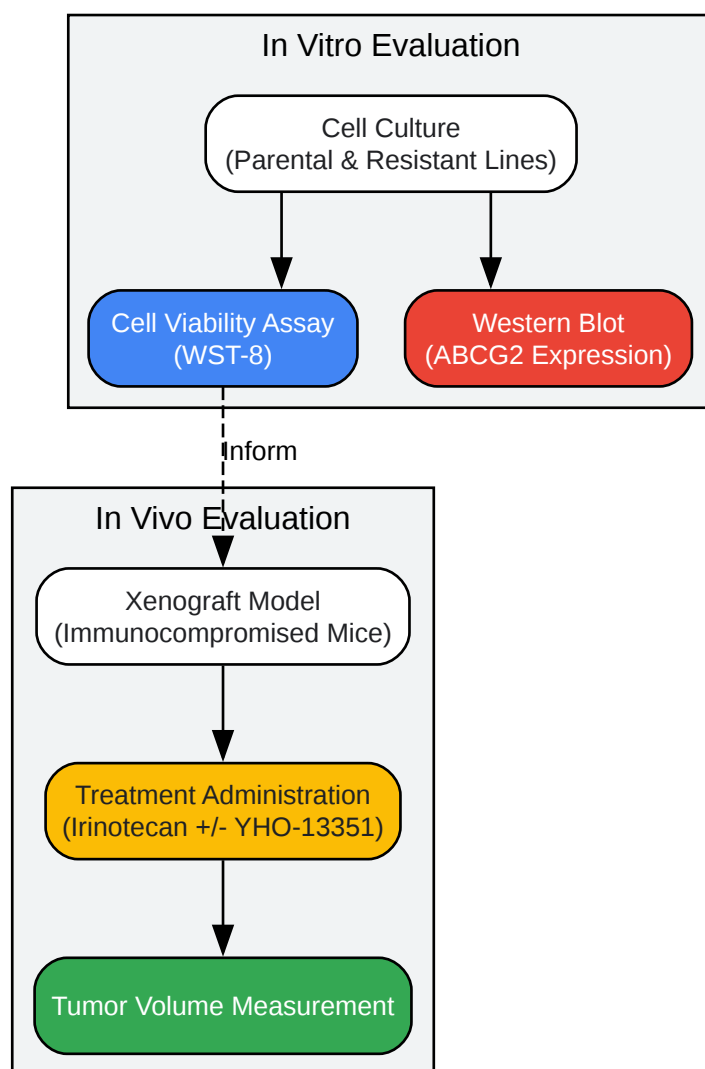 In Vitro Evaluation
Cell Culture
(Parental & Resistant Lines)
Cell Viability Assay
(WST-8)
Western Blot
(ABCG2 Expression)
Inform
In Vivo Evaluation
Xenograft Model
(Immunocompromised Mice)
Treatment Administration
(Irinotecan +/- YHO-13351)
Tumor Volume Measurement